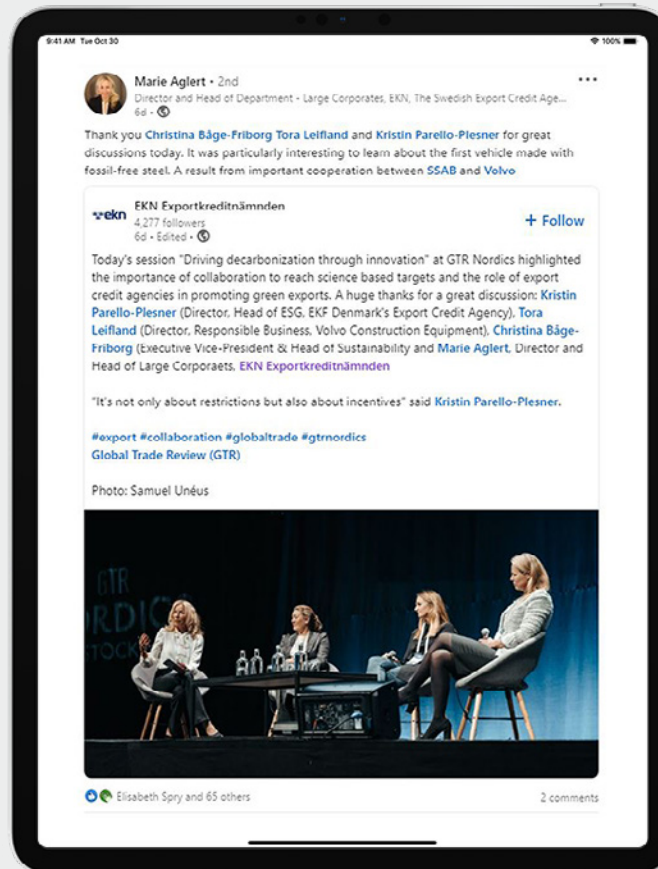 9:41 AM Tue Oct 30
100%
Marie Aglert • 2nd
Director and Head of Department - Large Corporates, EKN, The Swedish Export Credit Age...
6d •
Thank you Christina Båge-Friborg Tora Leifland and Kristin Parello-Plesner for great
discussions today. It was particularly interesting to learn about the first vehicle made with
fossil-free steel. A result from important cooperation between SSAB and Volvo
ekn
EKN Exportkreditnämnden
4,277 followers
6d • Edited •
+ Follow
Today's session "Driving decarbonization through innovation" at GTR Nordics highlighted
the importance of collaboration to reach science based targets and the role of export
credit agencies in promoting green exports. A huge thanks for a great discussion: Kristin
Parello-Plesner (Director, Head of ESG, EKF Denmark's Export Credit Agency), Tora
Leifland (Director, Responsible Business, Volvo Construction Equipment), Christina Båge-
Friborg (Executive Vice-President & Head of Sustainability and Marie Aglert, Director and
Head of Large Corporaets, EKN Exportkreditnämnden
"It's not only about restrictions but also about incentives" said Kristin Parello-Plesner.
#export #collaboration #globaltrade #gtrnordics
Global Trade Review (GTR)
Photo: Samuel Unéus
GTR
NORDICS
STOCK
Elisabeth Spry and 65 others
2 comments